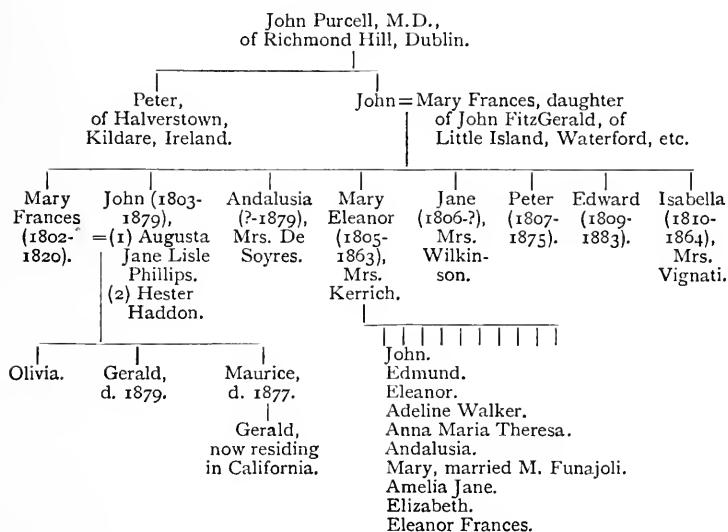 John Purcell, M.D.,
of Richmond Hill, Dublin.
Peter,
of Halverstown,
Kildare, Ireland.
John = Mary Frances, daughter
of John FitzGerald, of
Little Island, Waterford, etc.
Mary
Frances
(1802-
1820).
John (1803-
1879),
=(1) Augusta
Jane Lisle
Phillips.
(2) Hester
Haddon.
Andalusia
(?-1879),
Mrs. De
Soyres.
Mary
Eleanor
(1805-
1863),
Mrs.
Kerrich.
Jane
(1806-?),
Mrs.
Wilkin-
son.
Peter
(1807-
1875).
Edward
(1809-
1883).
Isabella
(1810-
1864),
Mrs.
Vignati.
Olivia.
Gerald,
d. 1879.
Maurice,
d. 1877.
Gerald,
now residing
in California.
John.
Edmund.
Eleanor.
Adeline Walker.
Anna Maria Theresa.
Andalusia.
Mary, married M. Funajoli.
Amelia Jane.
Elizabeth.
Eleanor Frances.